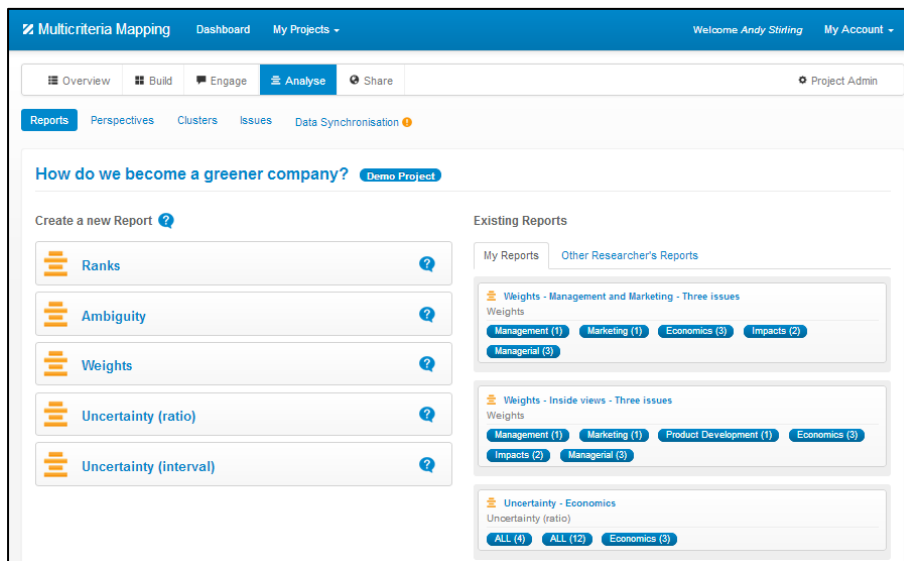 Multicriteria Mapping Dashboard My Projects Welcome Andy Stirling My Account
Overview Build Engage Analyse Share Project Admin
Reports Perspectives Clusters Issues Data Synchronisation !
How do we become a greener company? Demo Project
Create a new Report ?
Ranks ?
Ambiguity ?
Weights ?
Uncertainty (ratio) ?
Uncertainty (interval) ?
Existing Reports
My Reports Other Researcher's Reports
Weights - Management and Marketing - Three issues
Weights
Management (1) Marketing (1) Economics (3) Impacts (2)
Managerial (3)
Weights - Inside views - Three issues
Weights
Management (1) Marketing (1) Product Development (1) Economics (3)
Impacts (2) Managerial (3)
Uncertainty - Economics
Uncertainty (ratio)
ALL (4) ALL (12) Economics (3)